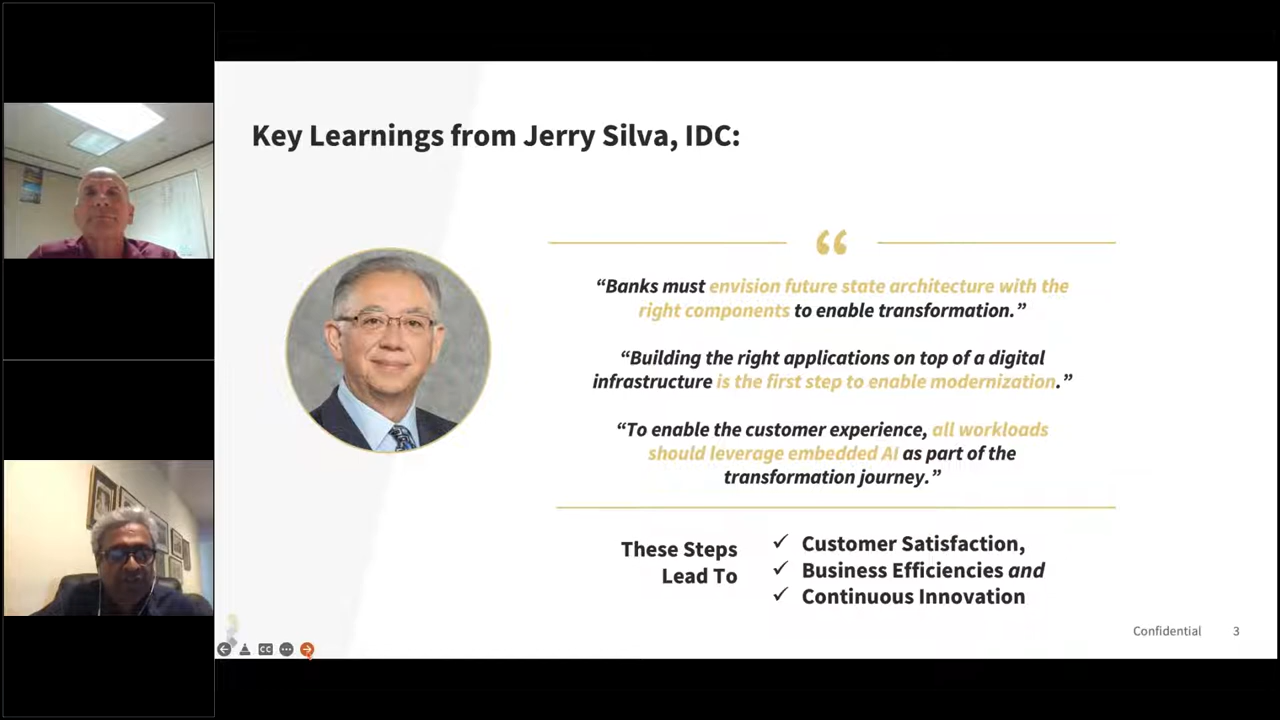 Key Learnings from Jerry Silva, IDC:
“
“Banks must envision future state architecture with the
right components to enable transformation.”
“Building the right applications on top of a digital
infrastructure is the first step to enable modernization.”
“To enable the customer experience, all workloads
should leverage embedded AI as part of the
transformation journey.”
These Steps
Lead To
✓ Customer Satisfaction,
✓ Business Efficiencies and
✓ Continuous Innovation
Confidential 3
CC